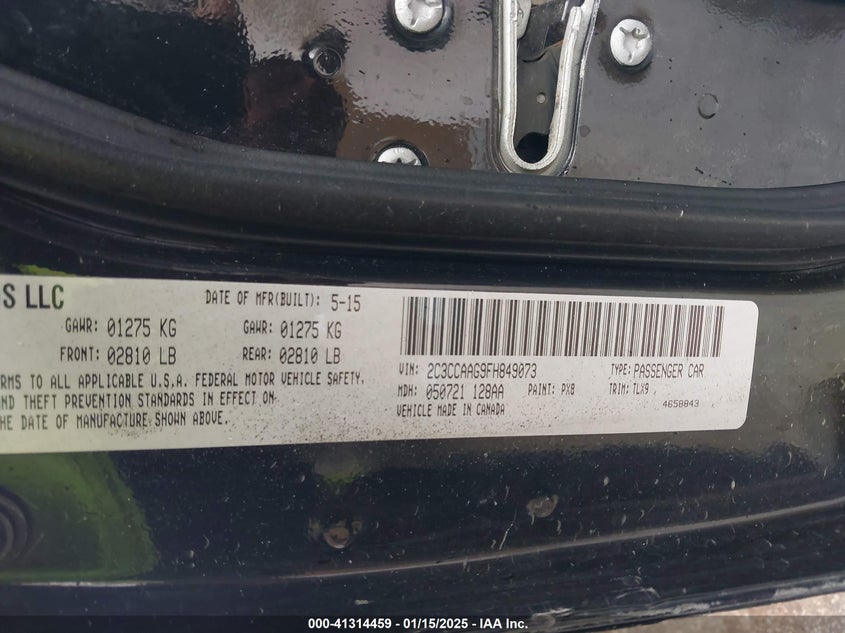 S LLC
DATE OF MFR(BUILT): 5-15
GAWR: 01275 KG GAWR: 01275 KG
FRONT: 02810 LB REAR: 02810 LB
RMS TO ALL APPLICABLE U.S.A. FEDERAL MOTOR VEHICLE SAFETY,
AND THEFT PREVENTION STANDARDS IN EFFECT ON
THE DATE OF MANUFACTURE SHOWN ABOVE.
VIN: 2C3CCAAG9FH849073 TYPE: PASSENGER CAR
MDH: 050721 128AA PAINT: PX8 TRIM: TLX9
VEHICLE MADE IN CANADA 4658843
000-41314459 - 01/15/2025 - IAA Inc.